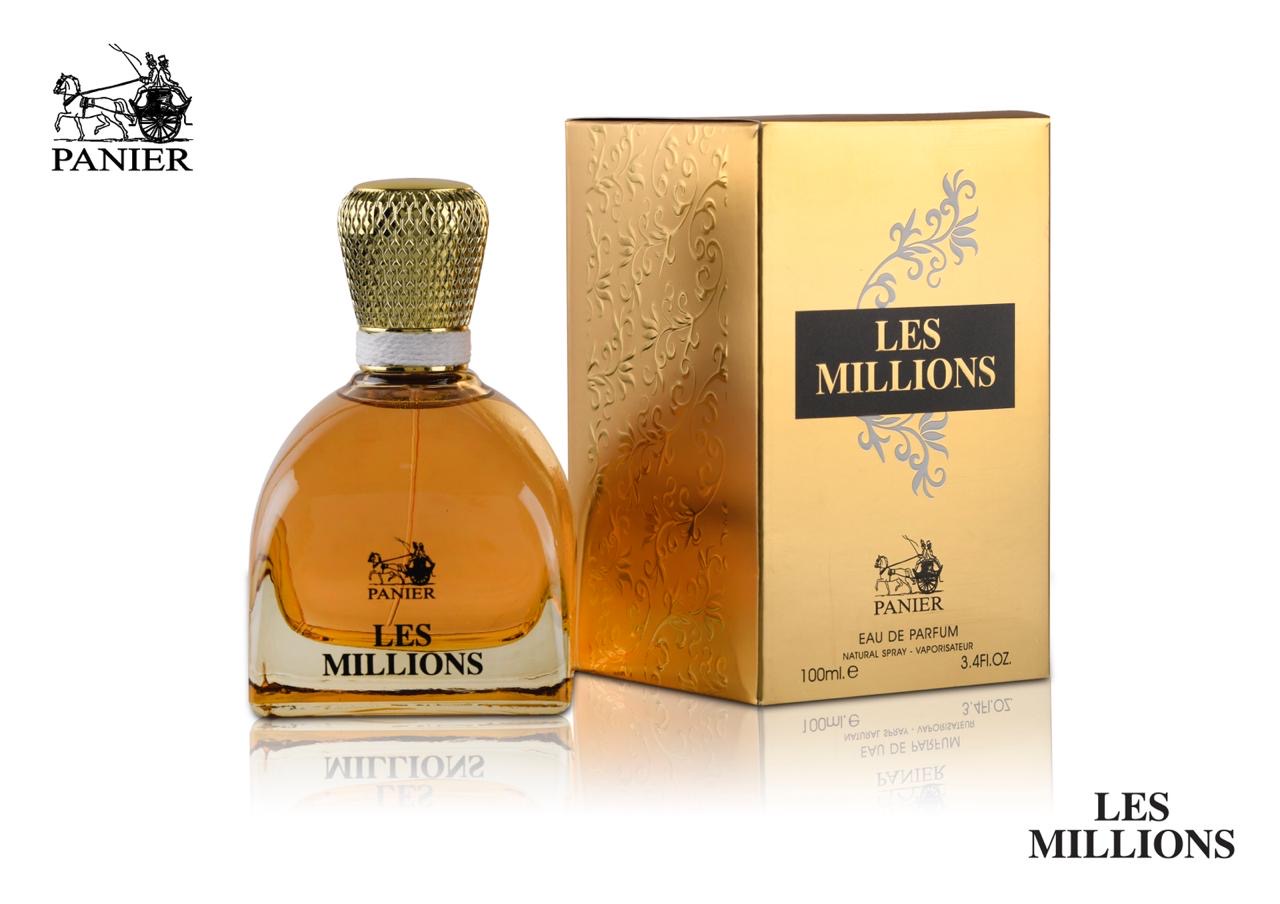 PANIER
LES
MILLIONS
PANIER
EAU DE PARFUM
NATURAL SPRAY - VAPORISATEUR
100ml. ℮ 3.4Fl.OZ.
PANIER
LES
MILLIONS
LES
MILLIONS